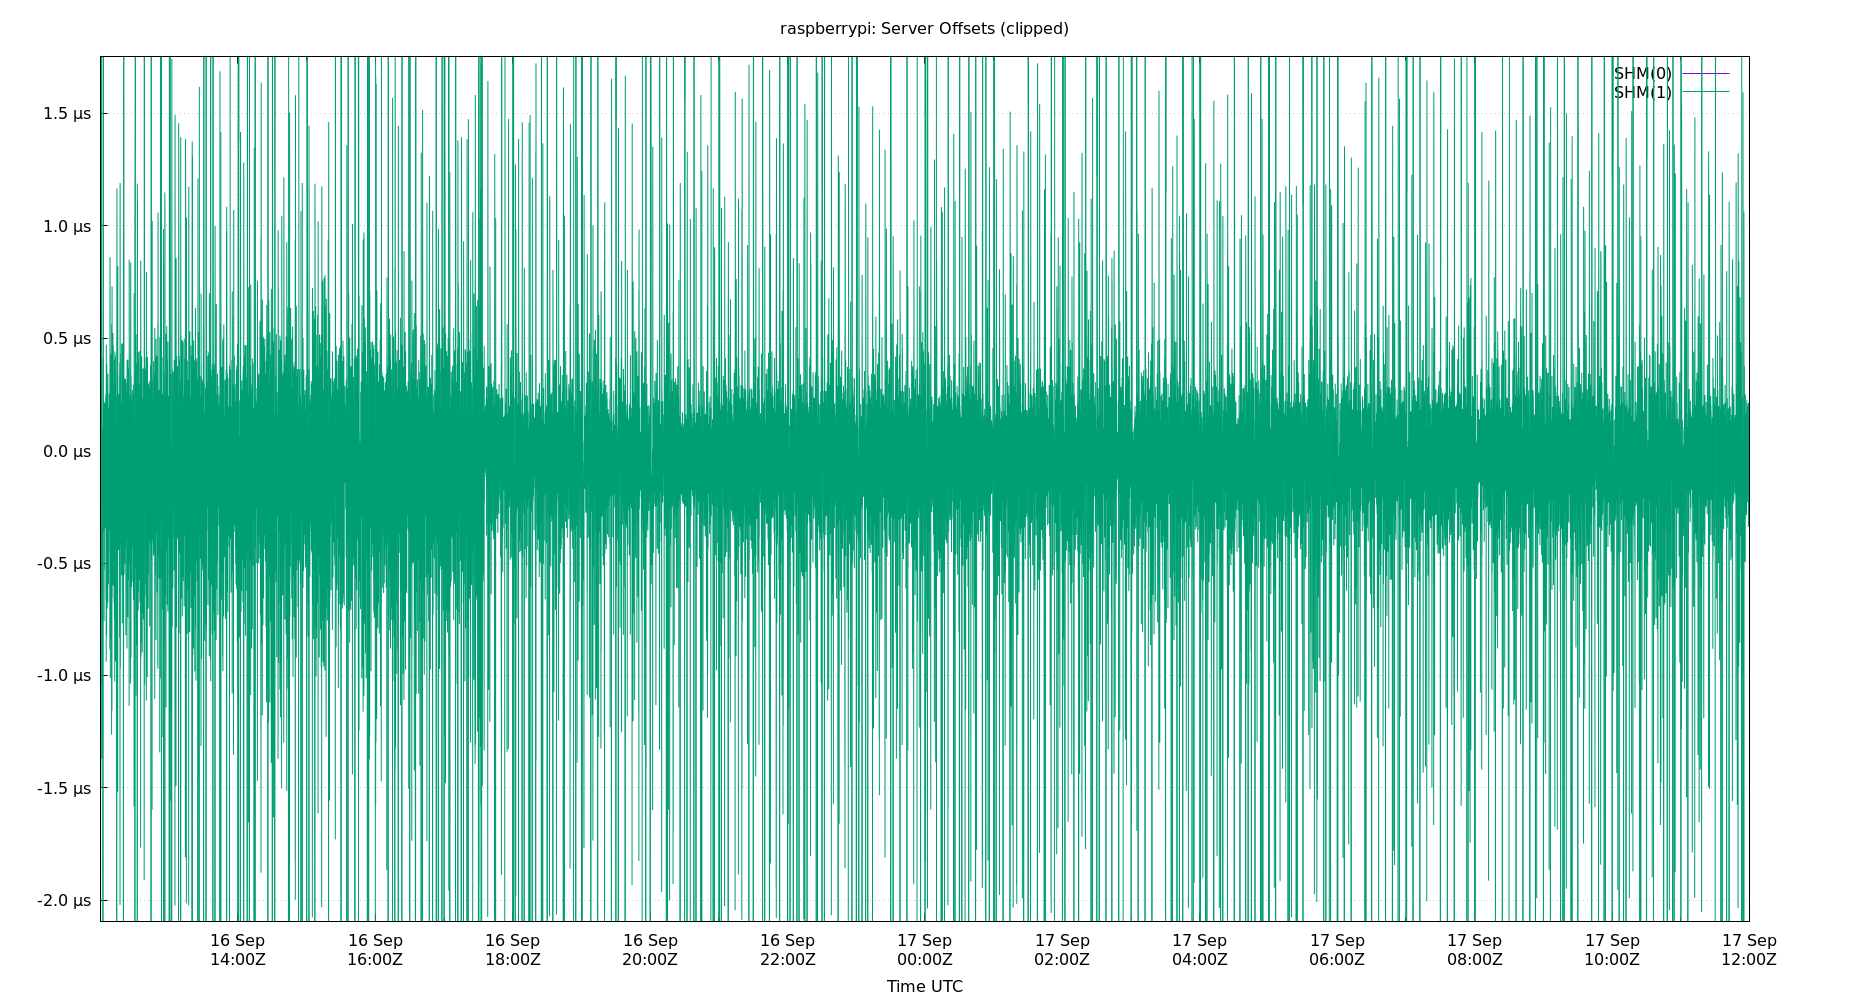 raspberrypi: Server Offsets (clipped)
SHM(0)
SHM(1)
1.5 µs
1.0 µs
0.5 µs
0.0 µs
-0.5 µs
-1.0 µs
-1.5 µs
-2.0 µs
16 Sep 16 Sep 16 Sep 16 Sep 16 Sep 17 Sep 17 Sep 17 Sep 17 Sep 17 Sep 17 Sep 17 Sep
14:00Z 16:00Z 18:00Z 20:00Z 22:00Z 00:00Z 02:00Z 04:00Z 06:00Z 08:00Z 10:00Z 12:00Z
Time UTC